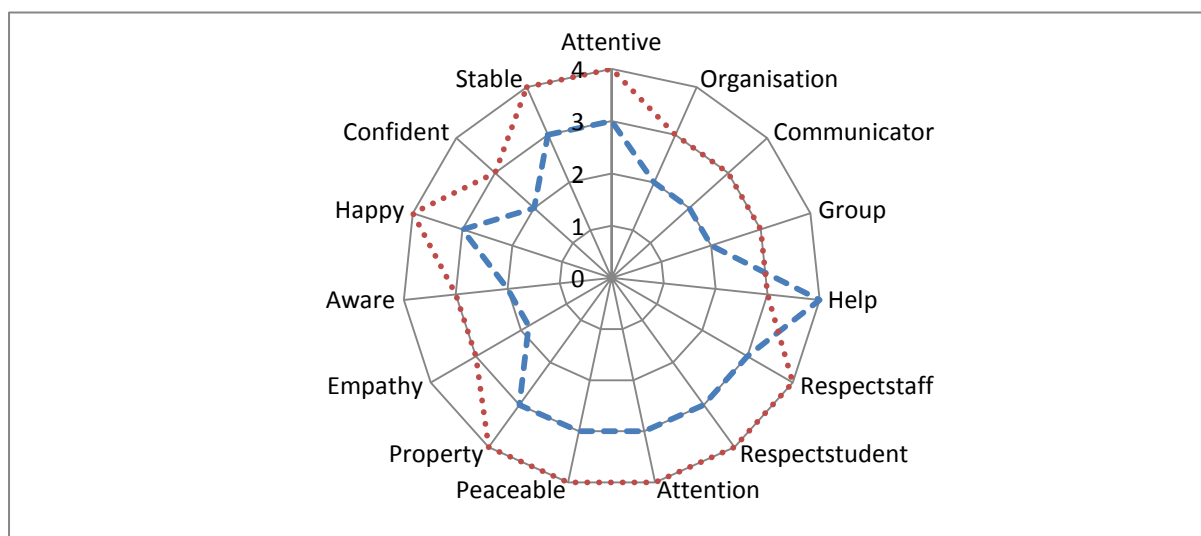 Attentive
4
Stable
Organisation
3
Confident
Communicator
2
Happy
Group
1
0
Aware
Help
Empathy
Respectstaff
Property
Respectstudent
Peaceable
Attention